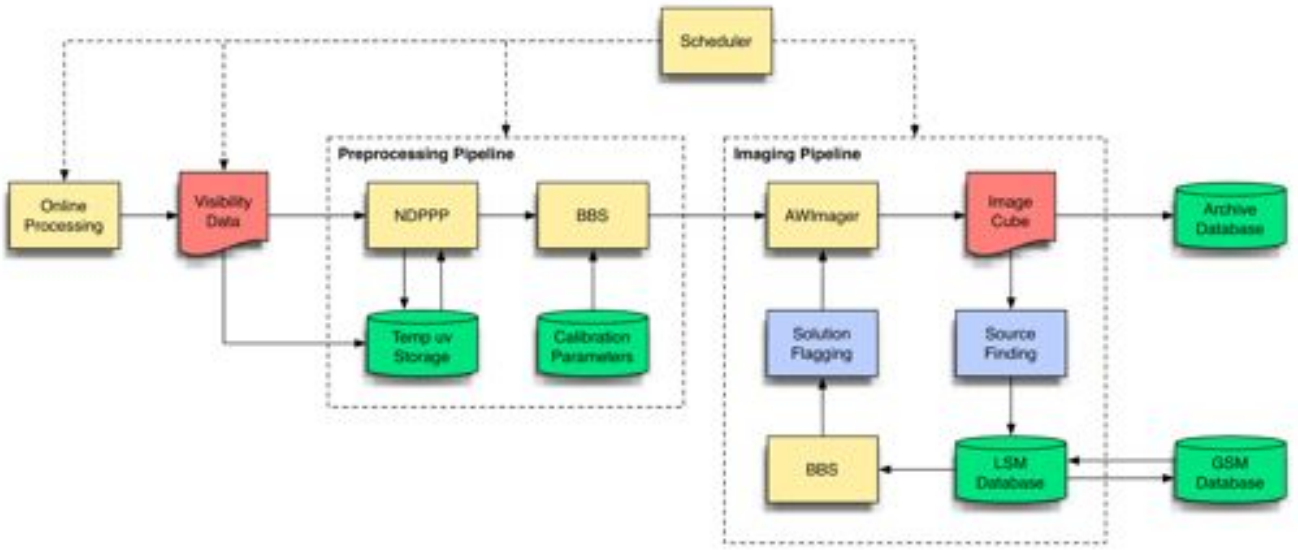 Scheduler
Preprocessing Pipeline
Imaging Pipeline
Online
Processing
Visibility
Data
NDPPP
BBS
AWImager
Image
Cube
Archive
Database
Temp uv
Storage
Calibration
Parameters
Solution
Flagging
Source
Finding
BBS
LSM
Database
GSM
Database